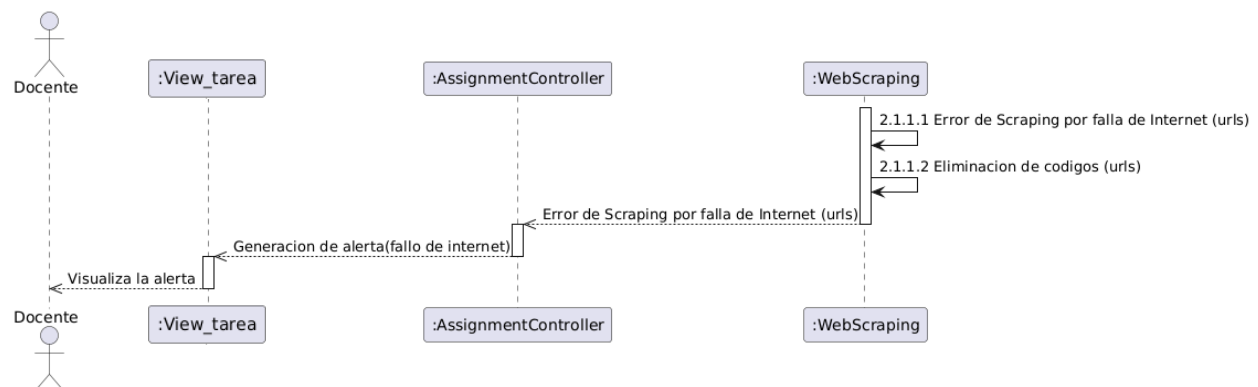 Docente
:View_tarea
:AssignmentController
:WebScraping
2.1.1.1 Error de Scraping por falla de Internet (urls)
2.1.1.2 Eliminacion de codigos (urls)
Error de Scraping por falla de Internet (urls)
Generacion de alerta(fallo de internet)
Visualiza la alerta
Docente
:View_tarea
:AssignmentController
:WebScraping